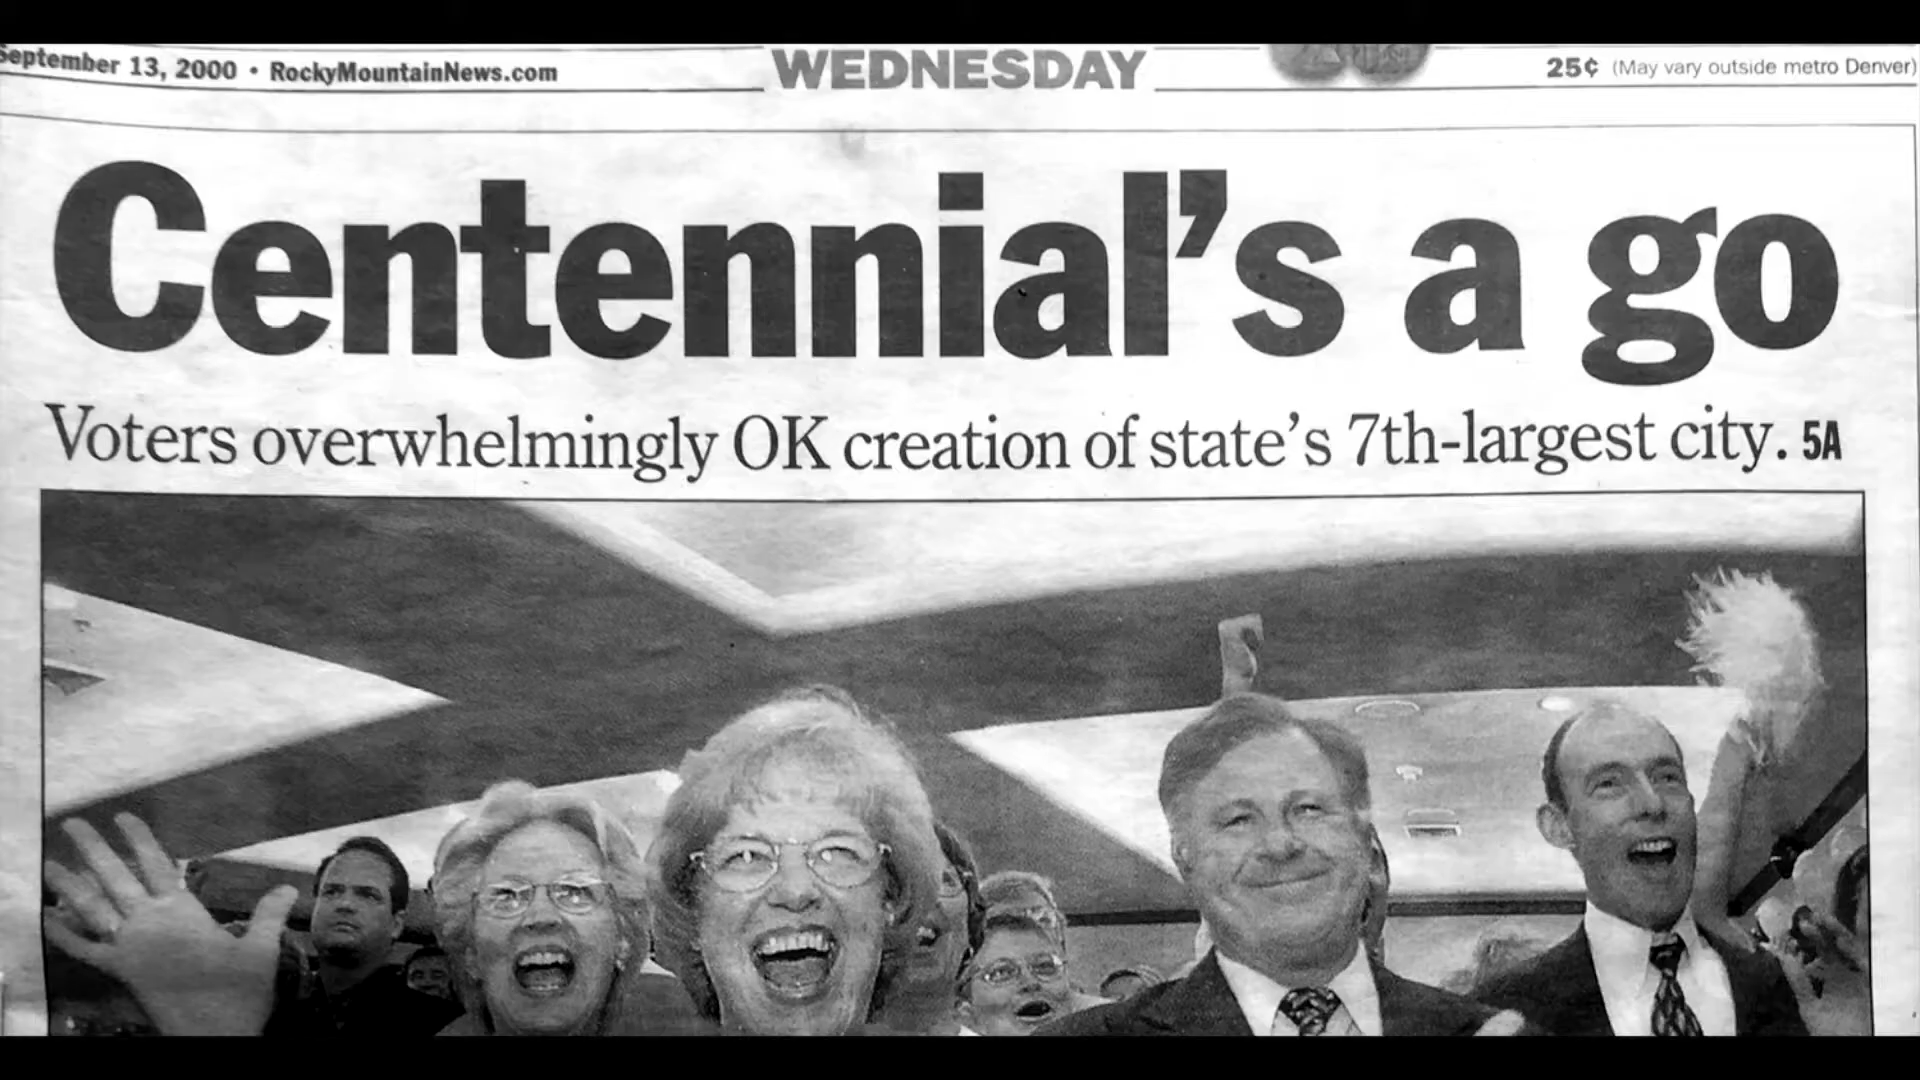 September 13, 2000 • RockyMountainNews.com
WEDNESDAY
25¢ (May vary outside metro Denver)
Centennial's a go
Voters overwhelmingly OK creation of state's 7th-largest city. 5A